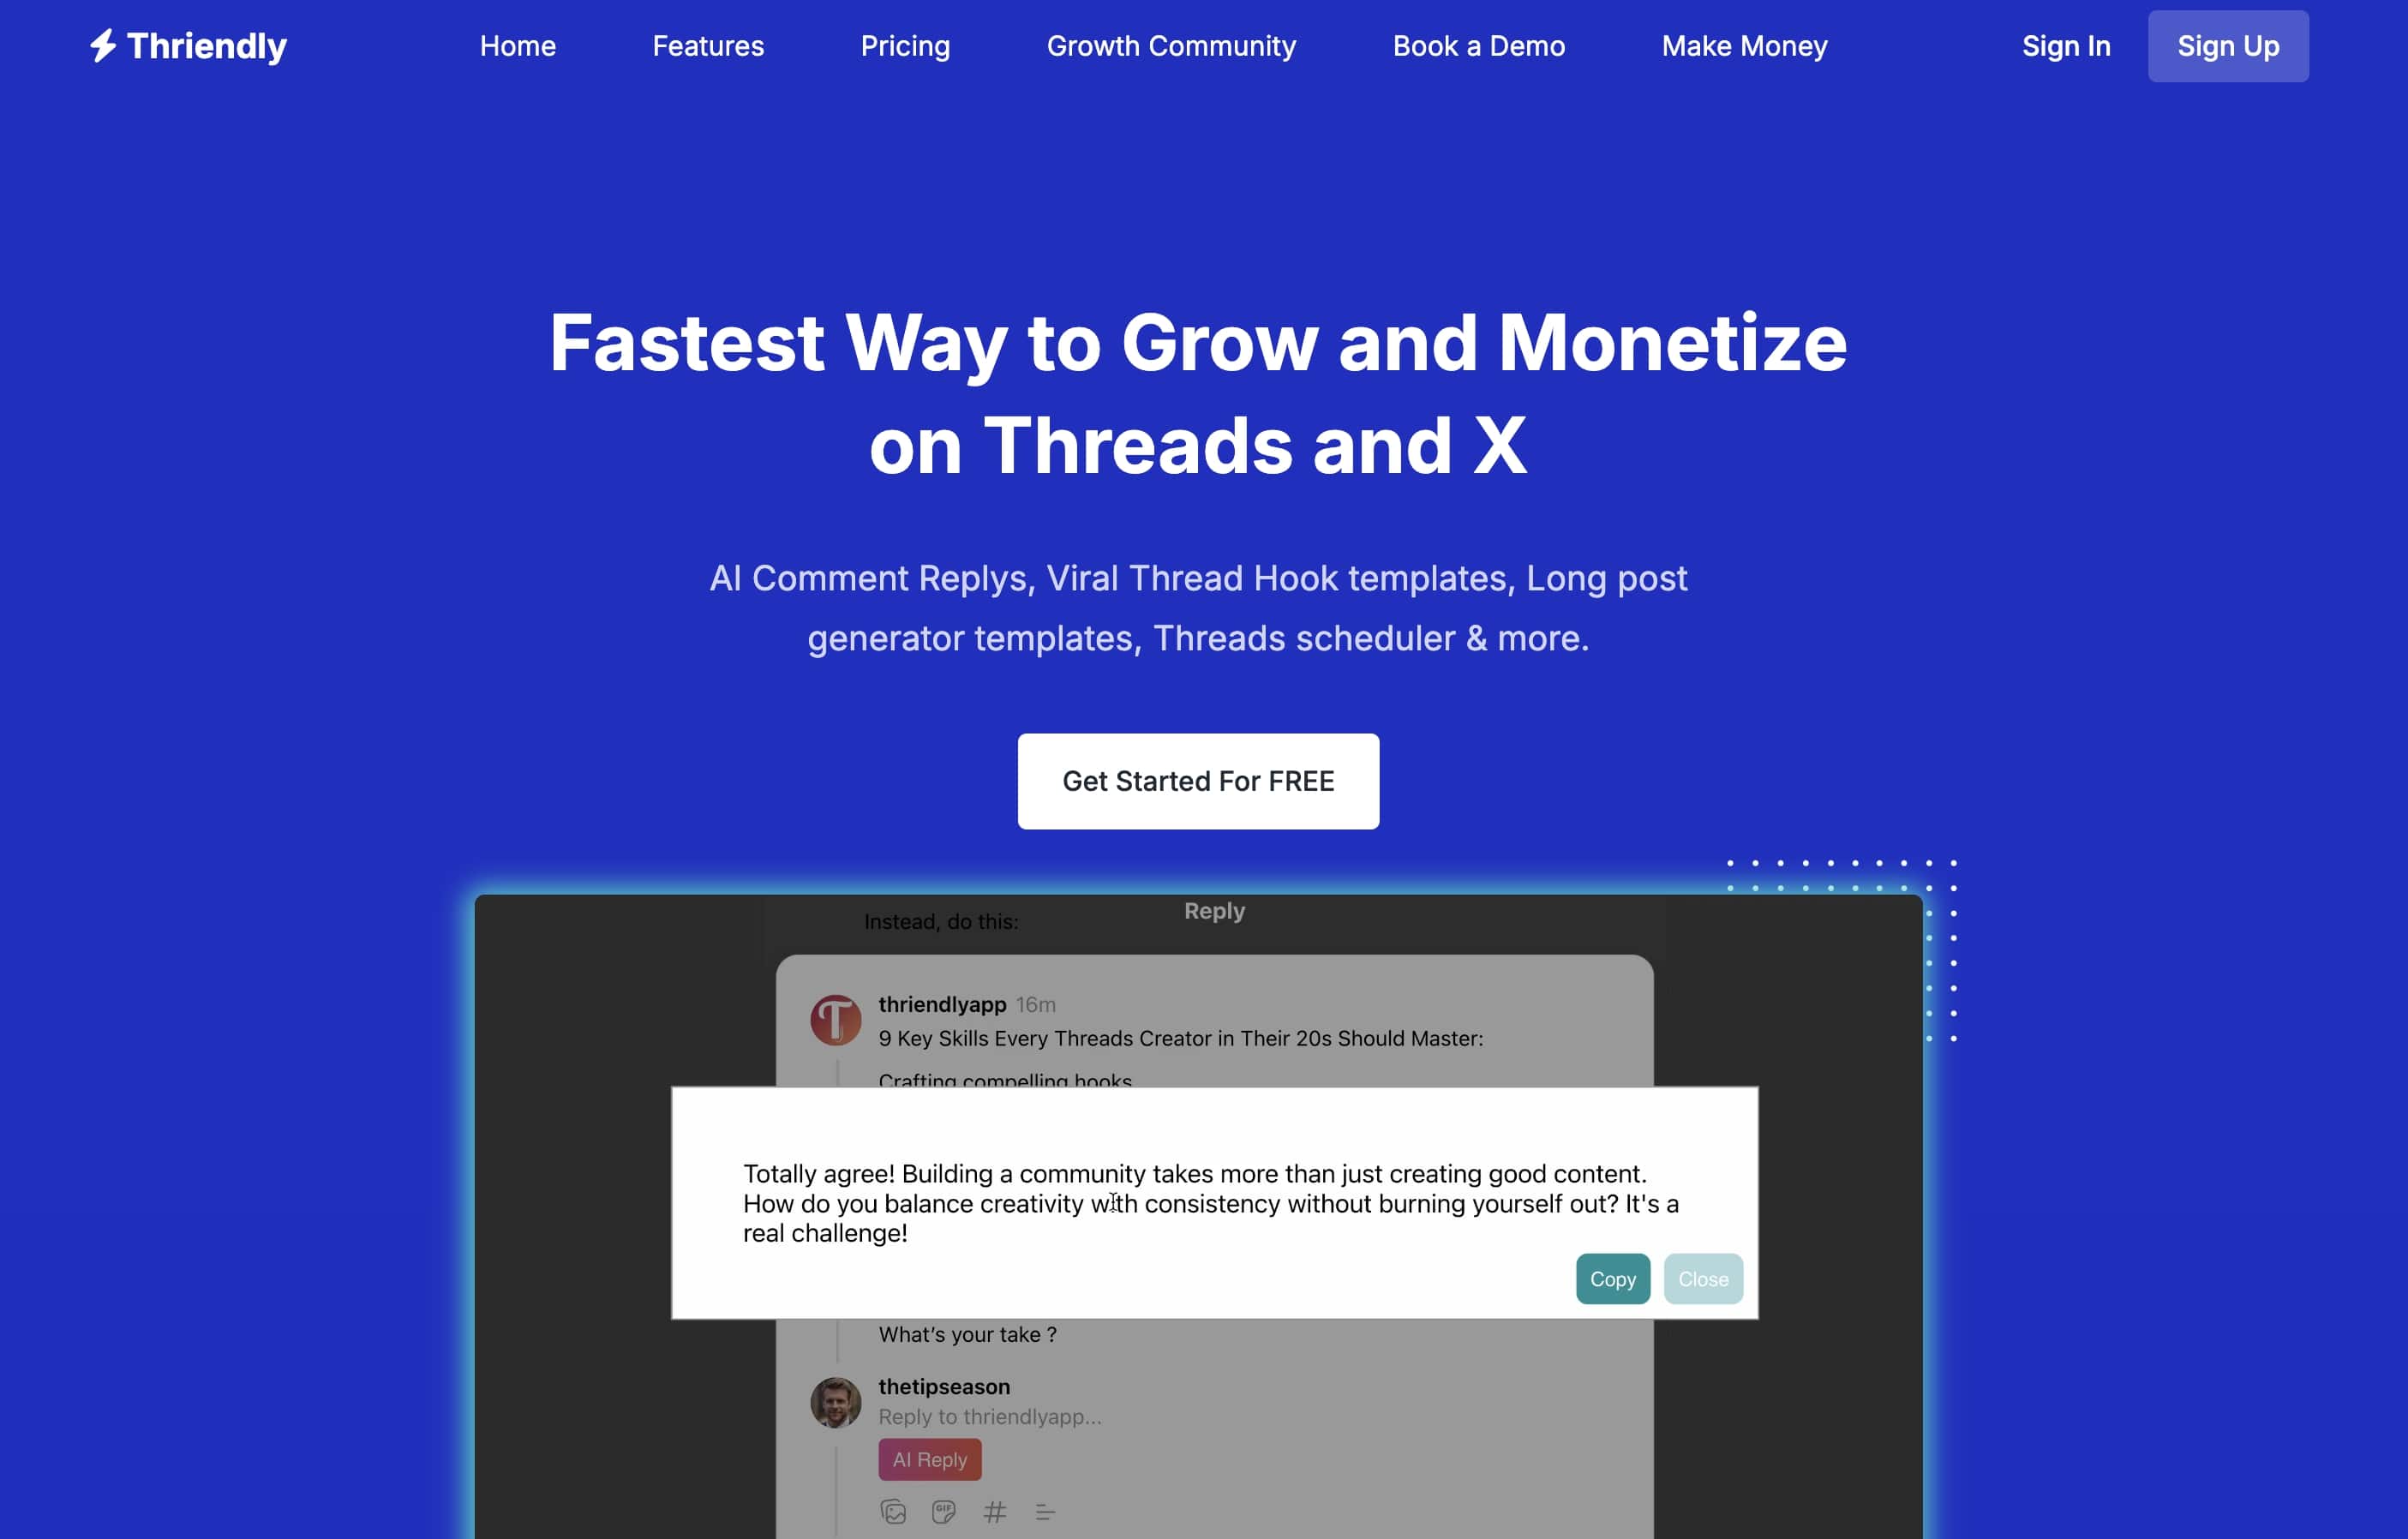 Thriendly
Home Features Pricing Growth Community Book a Demo Make Money Sign In Sign Up
Fastest Way to Grow and Monetize
on Threads and X
AI Comment Replys, Viral Thread Hook templates, Long post
generator templates, Threads scheduler & more.
Get Started For FREE
Reply
Instead, do this:
T
thriendlyapp 16m
9 Key Skills Every Threads Creator in Their 20s Should Master:
Crafting compelling hooks
Totally agree! Building a community takes more than just creating good content.
How do you balance creativity with consistency without burning yourself out? It's a
real challenge!
Copy Close
What’s your take ?
thetipseason
Reply to thriendlyapp...
AI Reply
GIF